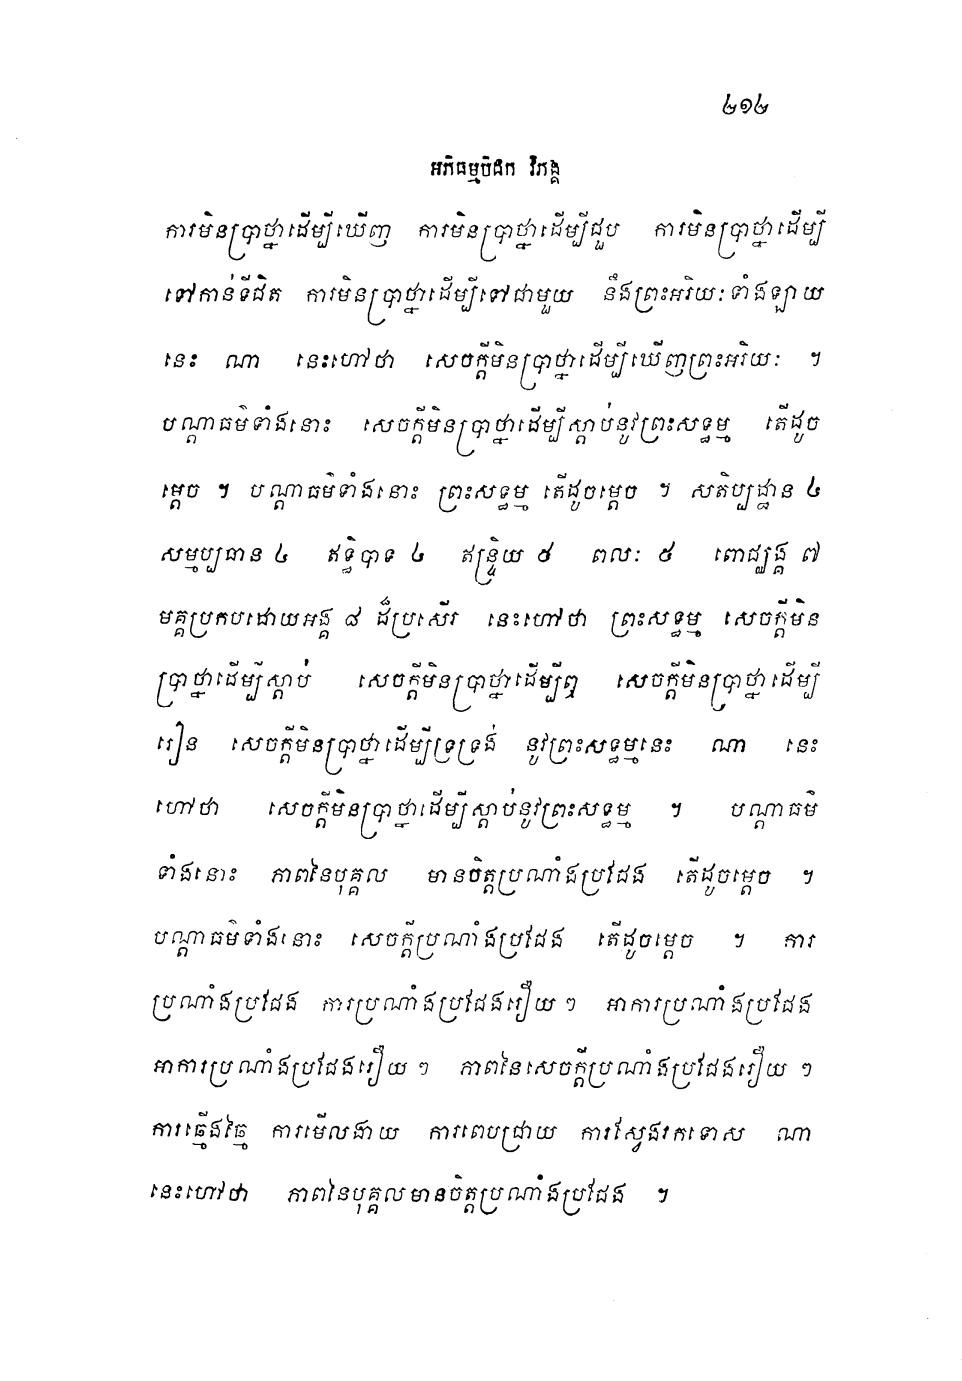 ៤១៤
អភិធម្មបិដក វិភង្គ
ការមិនប្រាថ្នាដើម្បីឃើញ ការមិនប្រាថ្នាដើម្បីជួប ការមិនប្រាថ្នាដើម្បី
ទៅកាន់ទីជិត ការមិនប្រាថ្នាដើម្បីទៅជាមួយ នឹងព្រះអរិយៈទាំងឡាយ
នេះ ណា នេះហៅថា សេចក្តីមិនប្រាថ្នាដើម្បីឃើញព្រះអរិយៈ ។
បណ្តាធម៌ទាំងនោះ សេចក្តីមិនប្រាថ្នាដើម្បីស្តាប់នូវព្រះសទ្ធម្ម តើដូច
ម្តេច ។ បណ្តាធម៌ទាំងនោះ ព្រះសទ្ធម្ម តើដូចម្តេច ។ សតិប្បដ្ឋាន ៤
សម្មប្បធាន ៤ ឥទ្ធិបាទ ៤ ឥន្ទ្រិយ ៥ ពលៈ ៥ ពោជ្ឈង្គ ៧
មគ្គប្រកបដោយអង្គ ៨ ដ៏ប្រសើរ នេះហៅថា ព្រះសទ្ធម្ម សេចក្តីមិន
ប្រាថ្នាដើម្បីស្តាប់ សេចក្តីមិនប្រាថ្នាដើម្បីឮ សេចក្តីមិនប្រាថ្នាដើម្បី
រៀន សេចក្តីមិនប្រាថ្នាដើម្បីទ្រទ្រង់ នូវព្រះសទ្ធម្មនេះ ណា នេះ
ហៅថា សេចក្តីមិនប្រាថ្នាដើម្បីស្តាប់នូវព្រះសទ្ធម្ម ។ បណ្តាធម៌
ទាំងនោះ ភាពនៃបុគ្គល មានចិត្តប្រណាំងប្រជែង តើដូចម្តេច ។
បណ្តាធម៌ទាំងនោះ សេចក្តីប្រណាំងប្រជែង តើដូចម្តេច ។ ការ
ប្រណាំងប្រជែង ការប្រណាំងប្រជែងរឿយ ៗ អាការប្រណាំងប្រជែង
អាការប្រណាំងប្រជែងរឿយ ៗ ភាពនៃសេចក្តីប្រណាំងប្រជែងរឿយ ៗ
ការធ្មើងធ្មៃ ការមើលងាយ ការពេបជ្រាយ ការស្វែងរកទោស ណា
នេះហៅថា ភាពនៃបុគ្គលមានចិត្តប្រណាំងប្រជែង ។